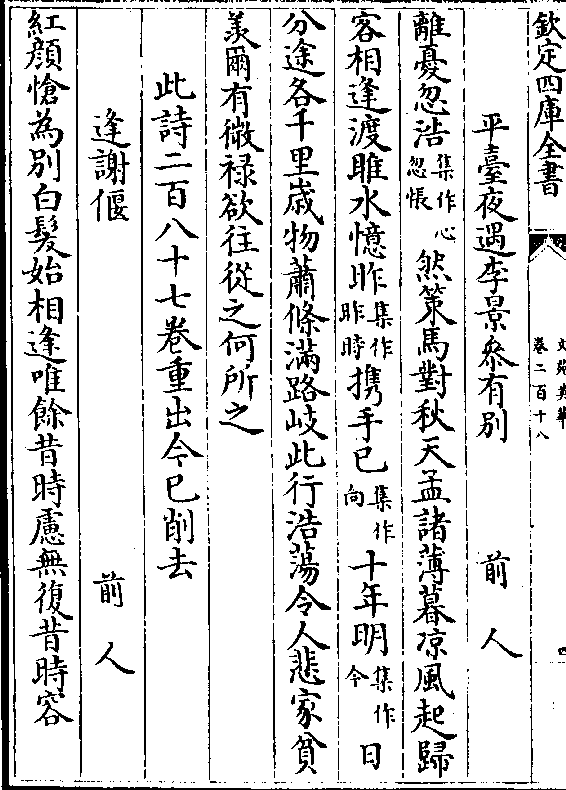 欽定四庫全書
文苑英華
卷二百十八
四
平臺夜遇李景叅有別
前人
離憂忽浩集作心忽悵然策馬對秋天孟諸薄暮凉風起歸
客相逢渡睢水憶昨集作昨時携手已集作向十年明集作今日
分途各千里歳物蕭條滿路岐此行浩蕩令人悲家貧
羨爾有微禄欲往從之何所之
此詩二百八十七卷重出今已削去
逢謝偃
前人
紅顔愴為别白髮始相逢唯餘昔時慮無復昔時容